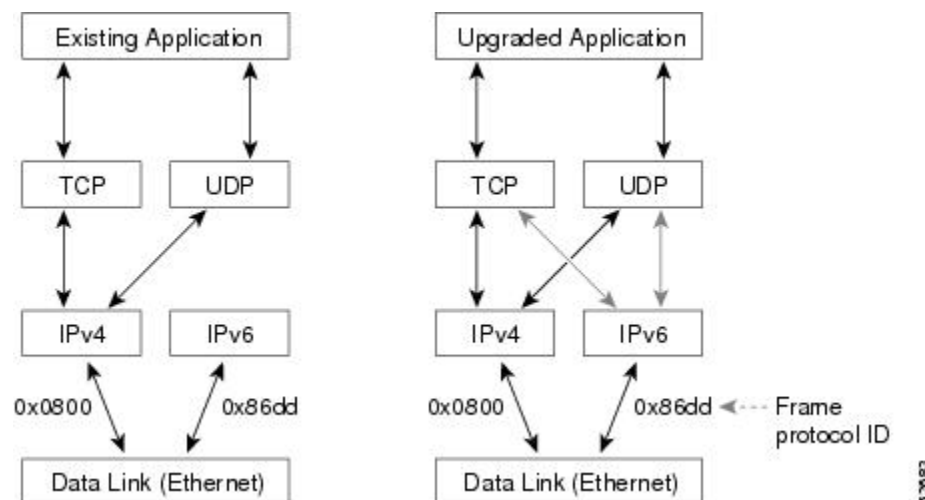 Existing Application
TCP
UDP
IPv4
IPv6
0x0800
0x86dd
Data Link (Ethernet)
Upgraded Application
TCP
UDP
IPv4
IPv6
0x0800
0x86dd
Frame
protocol ID
Data Link (Ethernet)